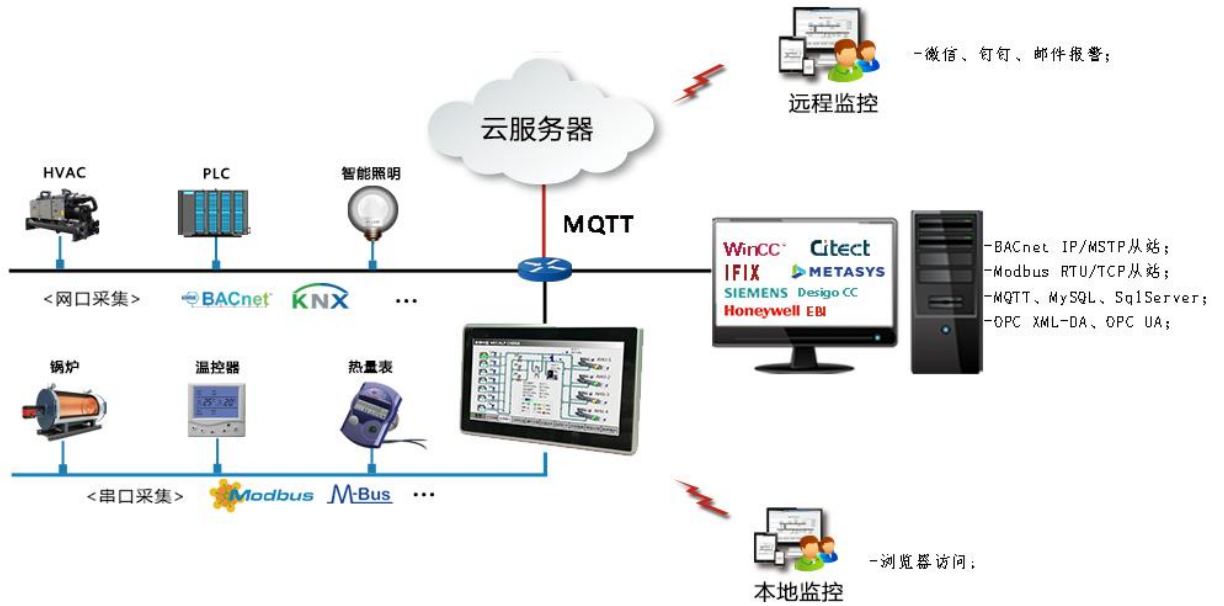 -微信、钉钉、邮件报警；
远程监控
云服务器
HVAC
PLC
智能照明
MQTT
<网口采集>
BACnet
KNX
...
WinCC
Citect
IFIX
METASYS
SIEMENS Desigo CC
Honeywell EBI
-BACnet IP/MSTP从站；
-Modbus RTU/TCP从站；
-MQTT、MySQL、SqlServer；
-OPC XML-DA、OPC UA；
锅炉
温控器
热量表
25° 20°
<串口采集>
Modbus
M-Bus
...
-浏览器访问；
本地监控